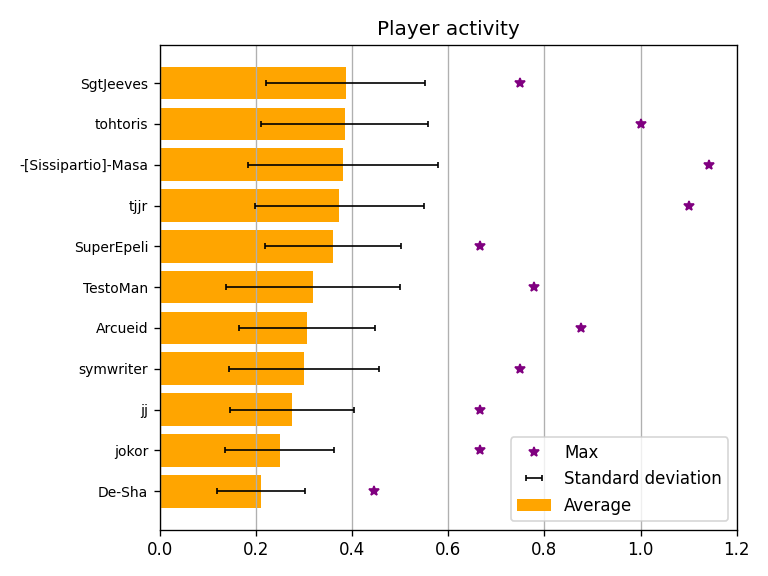 Player activity
SgtJeeves
tohtoris
-[Sissipartio]-Masa
tjjr
SuperEpeli
TestoMan
Arcueid
symwriter
jj
jokor
De-Sha
Max
Standard deviation
Average
0.0 0.2 0.4 0.6 0.8 1.0 1.2